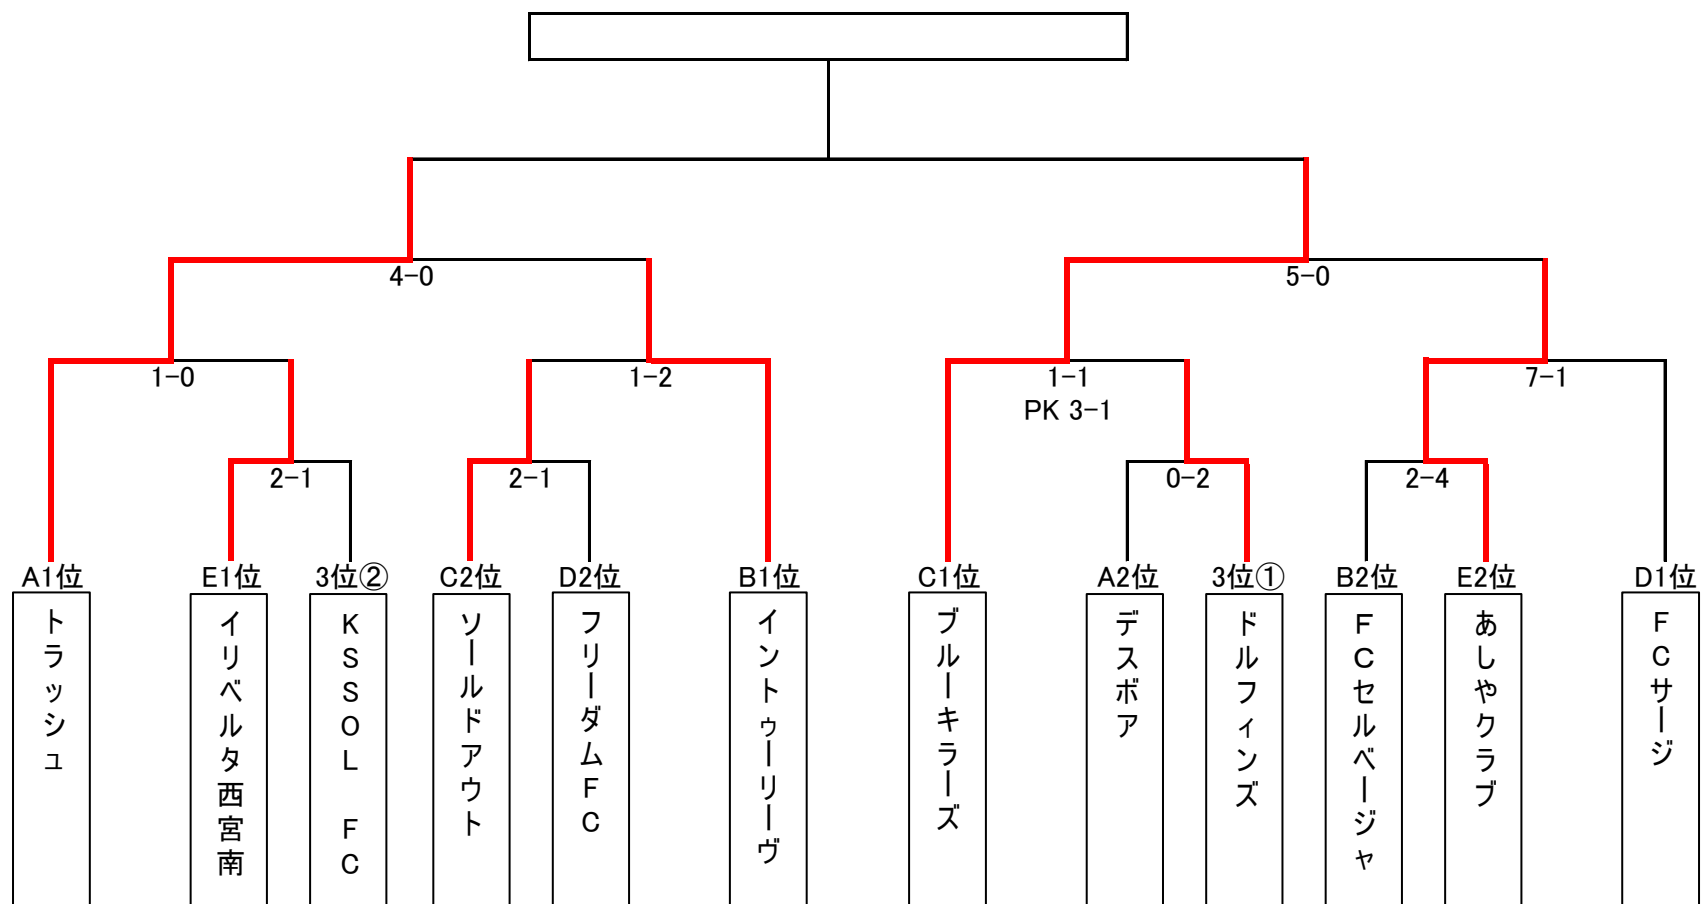 4-0
5-0
1-0
1-2
1-1
PK 3-1
7-1
2-1
2-1
0-2
2-4
A1位
E1位
3位②
C2位
D2位
B1位
C1位
A2位
3位①
B2位
E2位
D1位
トラッシュ
イリベルタ西宮南
KSSOL FC
ソールドアウト
フリーダムFC
イントゥーリーヴ
ブルーキラーズ
デスボア
ドルフィンズ
FCセルベージャ
あしやクラブ
FCサージ